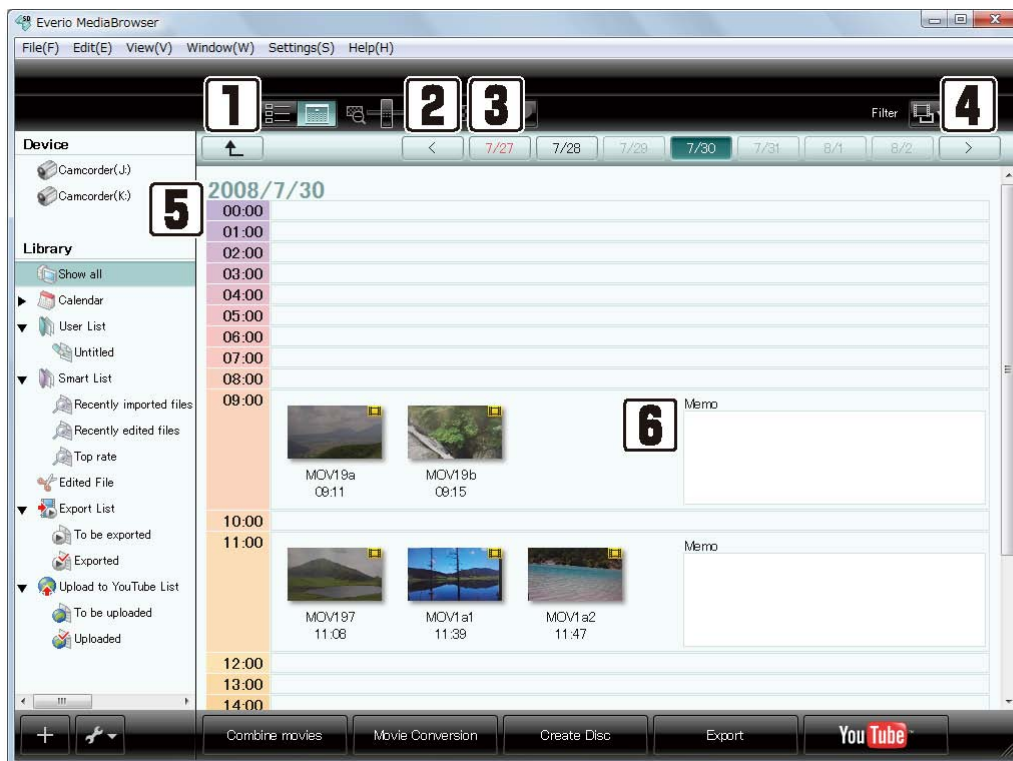 Everio MediaBrowser
File(F) Edit(E) View(V) Window(W) Settings(S) Help(H)
1
2
3
Filter
4
Device
Camcorder(J:)
Camcorder(K:)
Library
Show all
Calendar
User List
Untitled
Smart List
Recently imported files
Recently edited files
Top rate
Edited File
Export List
To be exported
Exported
Upload to YouTube List
To be uploaded
Uploaded
< 7/27 7/28 7/29 7/30 7/31 8/1 8/2 >
5
2008/7/30
00:00
01:00
02:00
03:00
04:00
05:00
06:00
07:00
08:00
09:00
MOV19a
09:11
MOV19b
09:15
6
Memo
10:00
11:00
MOV197
11:08
MOV1a1
11:39
MOV1a2
11:47
Memo
12:00
13:00
14:00
Combine movies
Movie Conversion
Create Disc
Export
YouTube